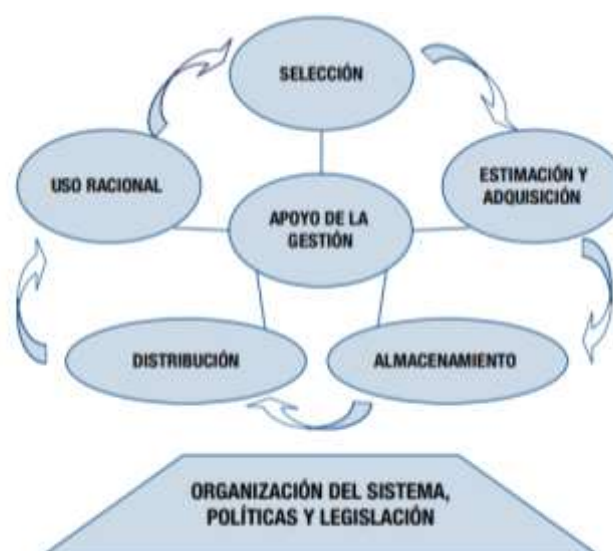 SELECCIÓN
USO RACIONAL
ESTIMACIÓN Y
ADQUISICIÓN
APOYO DE LA
GESTIÓN
DISTRIBUCIÓN
ALMACENAMIENTO
ORGANIZACIÓN DEL SISTEMA,
POLÍTICAS Y LEGISLACIÓN